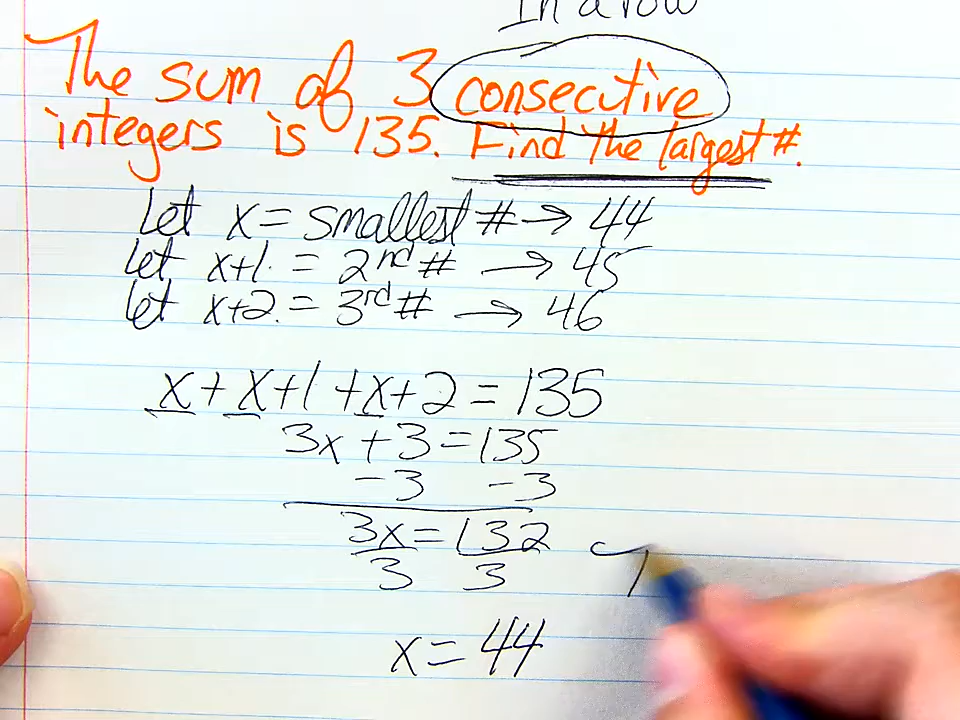 In a row
The sum of 3 consecutive
integers is 135. Find the largest #.
Let x = smallest # → 44
Let x+1 = 2nd # → 45
Let x+2 = 3rd # → 46
x + x+1 + x+2 = 135
3x + 3 = 135
-3 -3
3x = 132
3 3
x = 44